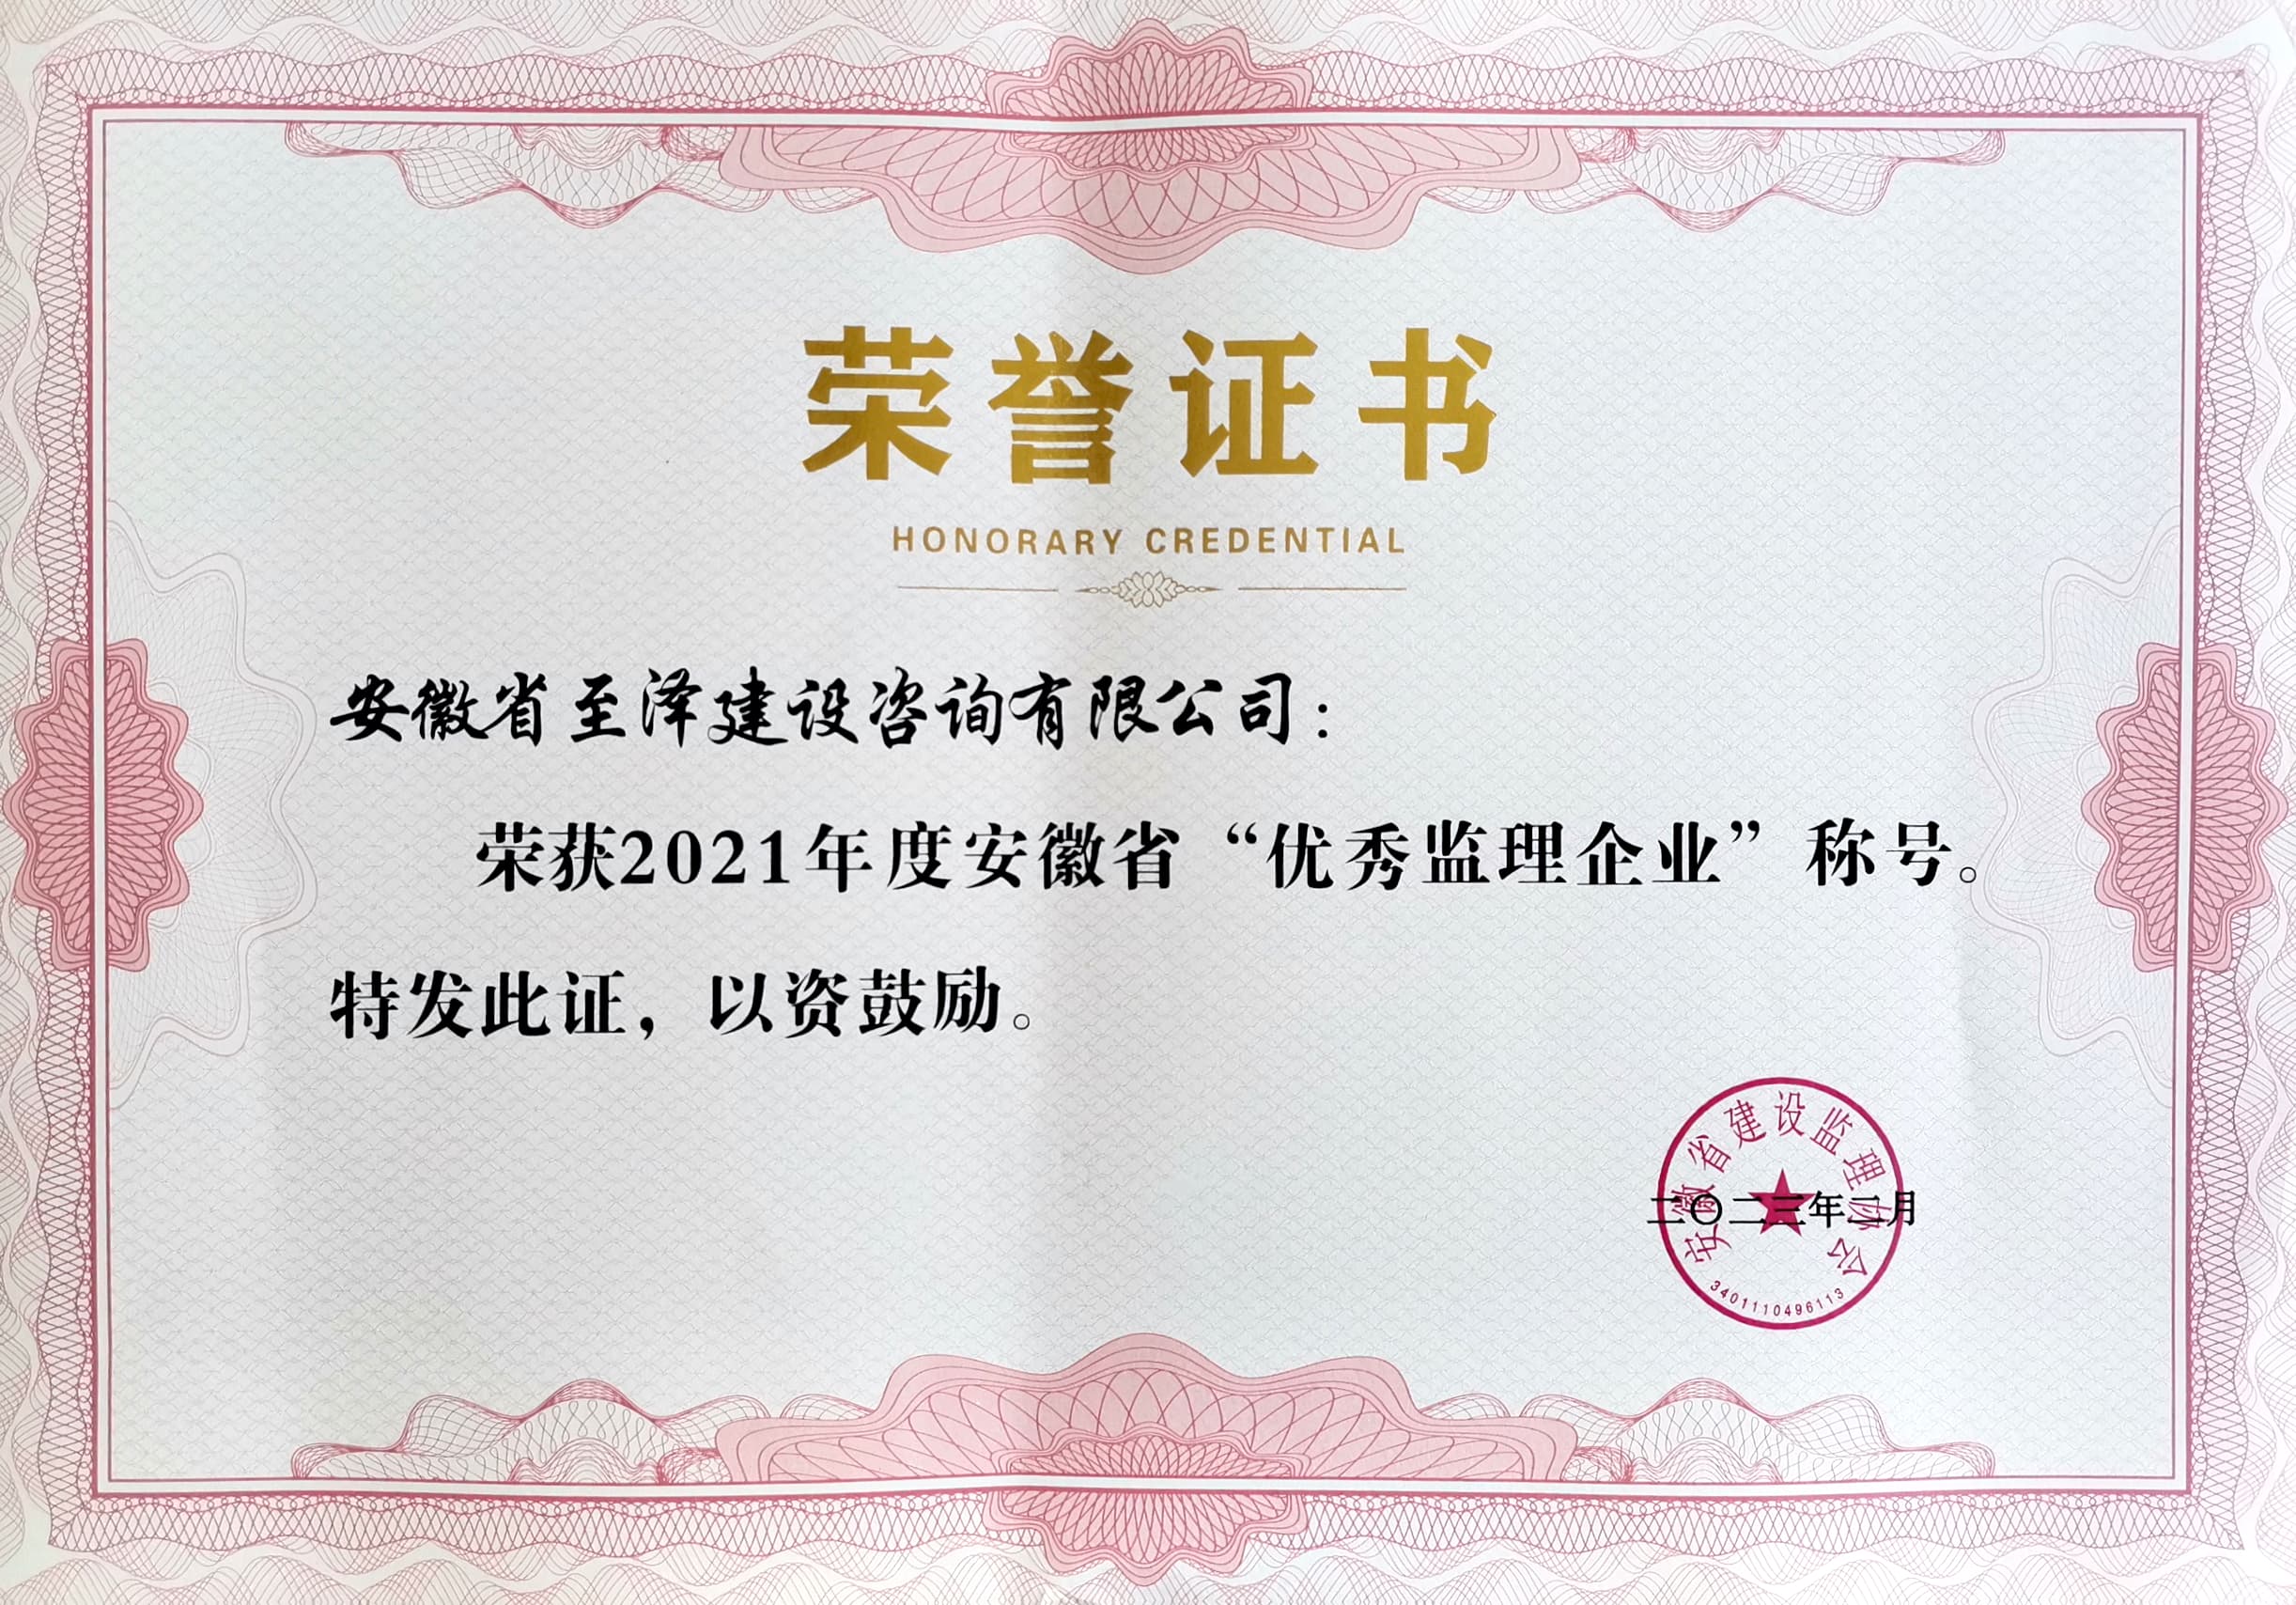 荣誉证书
HONORARY CREDENTIAL
安徽省至泽建设咨询有限公司：
荣获2021年度安徽省“优秀监理企业”称号。
特发此证，以资鼓励。
安徽省建设监理协会
二〇二三年二月
3401110496113